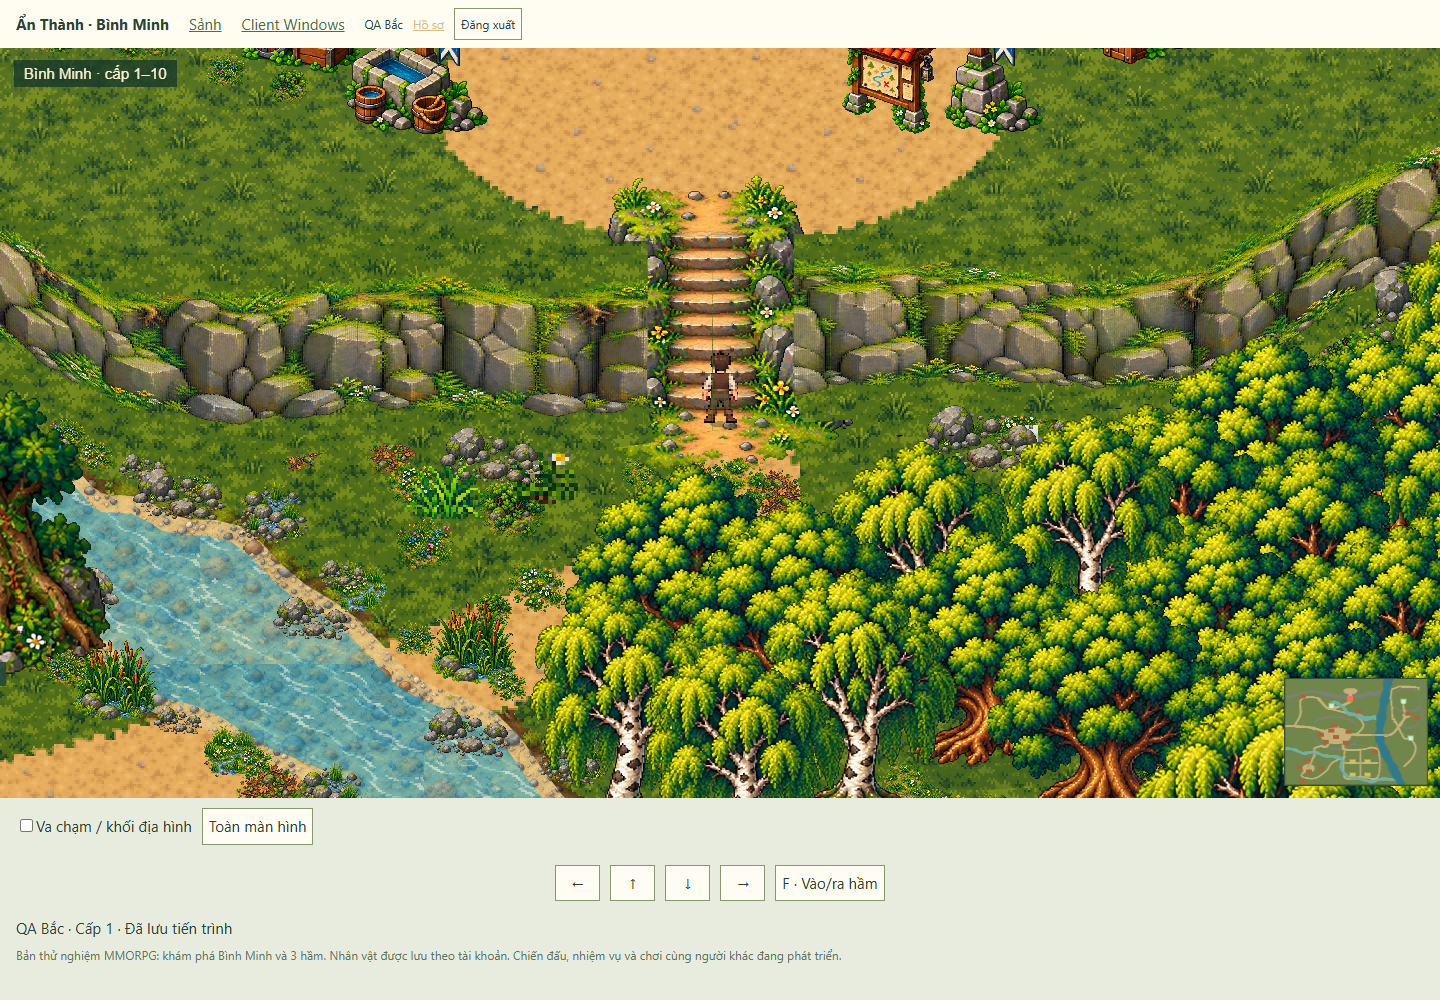 Ẩn Thành · Bình Minh Sảnh Client Windows QA Bắc Hồ sơ Đăng xuất
Bình Minh · cấp 1–10
Va chạm / khối địa hình Toàn màn hình
← ↑ ↓ → F · Vào/ra hầm
QA Bắc · Cấp 1 · Đã lưu tiến trình
Bản thử nghiệm MMORPG: khám phá Bình Minh và 3 hầm. Nhân vật được lưu theo tài khoản. Chiến đấu, nhiệm vụ và chơi cùng người khác đang phát triển.